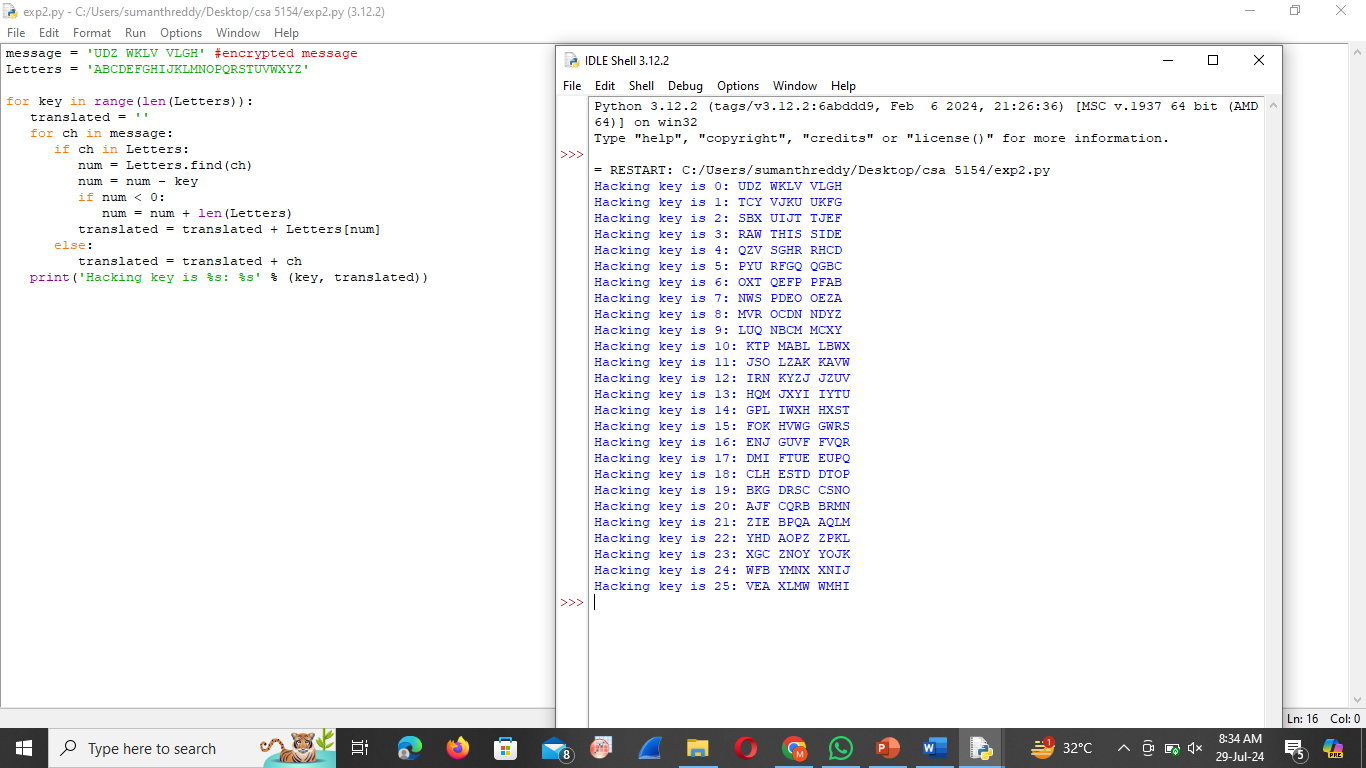 exp2.py - C:/Users/sumanthreddy/Desktop/csa 5154/exp2.py (3.12.2)
File Edit Format Run Options Window Help
message = 'UDZ WKLV VLGH' #encrypted message
Letters = 'ABCDEFGHIJKLMNOPQRSTUVWXYZ'
for key in range(len(Letters)):
   translated = ''
   for ch in message:
      if ch in Letters:
         num = Letters.find(ch)
         num = num - key
         if num < 0:
            num = num + len(Letters)
         translated = translated + Letters[num]
      else:
         translated = translated + ch
   print('Hacking key is %s: %s' % (key, translated))
IDLE Shell 3.12.2
File Edit Shell Debug Options Window Help
Python 3.12.2 (tags/v3.12.2:6abddd9, Feb  6 2024, 21:26:36) [MSC v.1937 64 bit (AMD
64)] on win32
Type "help", "copyright", "credits" or "license()" for more information.
>>>
= RESTART: C:/Users/sumanthreddy/Desktop/csa 5154/exp2.py
Hacking key is 0: UDZ WKLV VLGH
Hacking key is 1: TCY VJKU UKFG
Hacking key is 2: SBX UIJT TJEF
Hacking key is 3: RAW THIS SIDE
Hacking key is 4: QZV SGHR RHCD
Hacking key is 5: PYU RFGQ QGBC
Hacking key is 6: OXT QEFP PFAB
Hacking key is 7: NWS PDEO OEZA
Hacking key is 8: MVR OCDN NDYZ
Hacking key is 9: LUQ NBCM MCXY
Hacking key is 10: KTP MABL LBWX
Hacking key is 11: JSO LZAK KAVW
Hacking key is 12: IRN KYZJ JZUV
Hacking key is 13: HQM JXYI IYTU
Hacking key is 14: GPL IWXH HXST
Hacking key is 15: FOK HVWG GWRS
Hacking key is 16: ENJ GUVF FVQR
Hacking key is 17: DMI FTUE EUPQ
Hacking key is 18: CLH ESTD DTOP
Hacking key is 19: BKG DRSC CSNO
Hacking key is 20: AJF CQRB BRMN
Hacking key is 21: ZIE BPQA AQLM
Hacking key is 22: YHD AOPZ ZPKL
Hacking key is 23: XGC ZNOY YOJK
Hacking key is 24: WFB YMNX XNIJ
Hacking key is 25: VEA XLMW WMHI
>>>
Ln: 16 Col: 0
Type here to search
8
M
P
W
1
32°C
PRE
8:34 AM
29-Jul-24
5